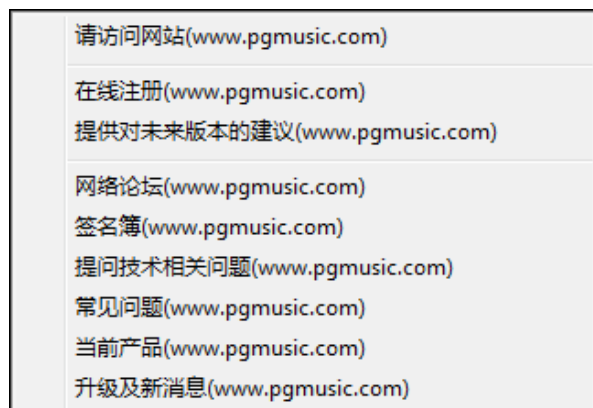 请访问网站(www.pgmusic.com)
在线注册(www.pgmusic.com)
提供对未来版本的建议(www.pgmusic.com)
网络论坛(www.pgmusic.com)
签名簿(www.pgmusic.com)
提问技术相关问题(www.pgmusic.com)
常见问题(www.pgmusic.com)
当前产品(www.pgmusic.com)
升级及新消息(www.pgmusic.com)